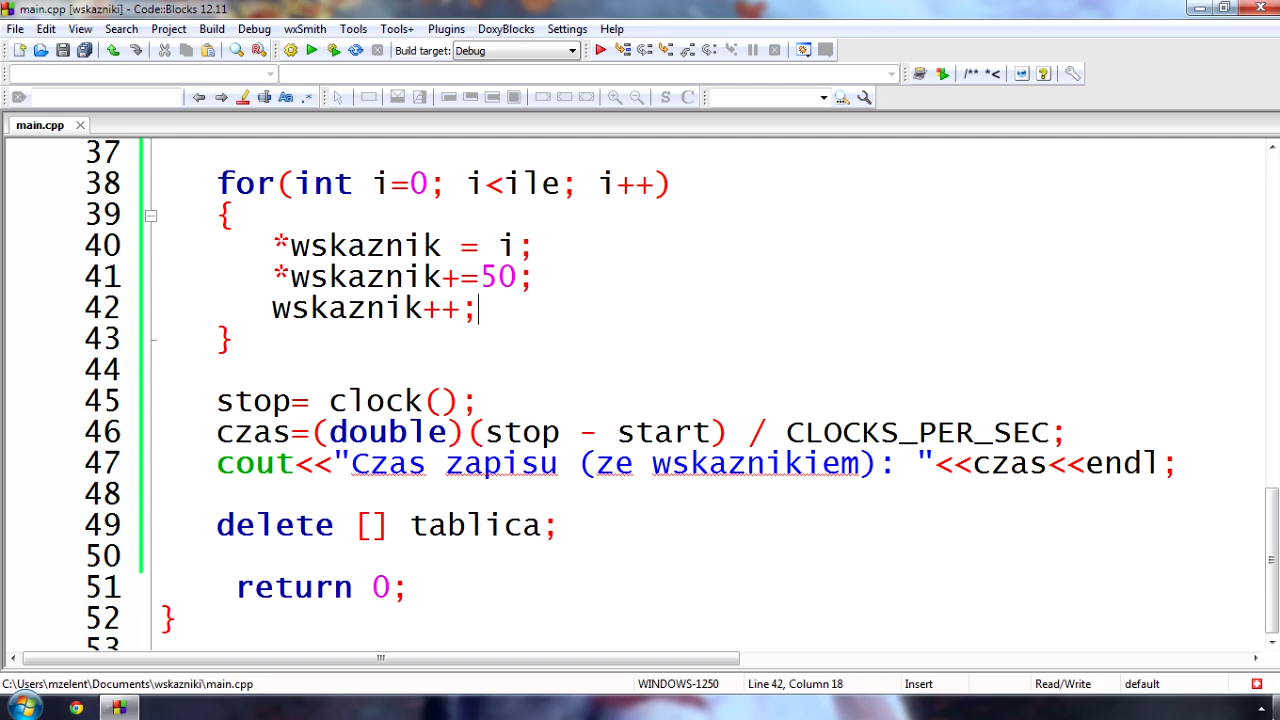 main.cpp [wskazniki] - Code::Blocks 12.11
File Edit View Search Project Build Debug wxSmith Tools Tools+ Plugins DoxyBlocks Settings Help
Build target: Debug
/** *<
S C
main.cpp
37
38 for(int i=0; i<ile; i++)
39 {
40 *wskaznik = i;
41 *wskaznik+=50;
42 wskaznik++;
43 }
44
45 stop= clock();
46 czas=(double)(stop - start) / CLOCKS_PER_SEC;
47 cout<<"Czas zapisu (ze wskaznikiem): "<<czas<<endl;
48
49 delete [] tablica;
50
51 return 0;
52 }
53
C:\Users\mzelent\Documents\wskazniki\main.cpp WINDOWS-1250 Line 42, Column 18 Insert Read/Write default